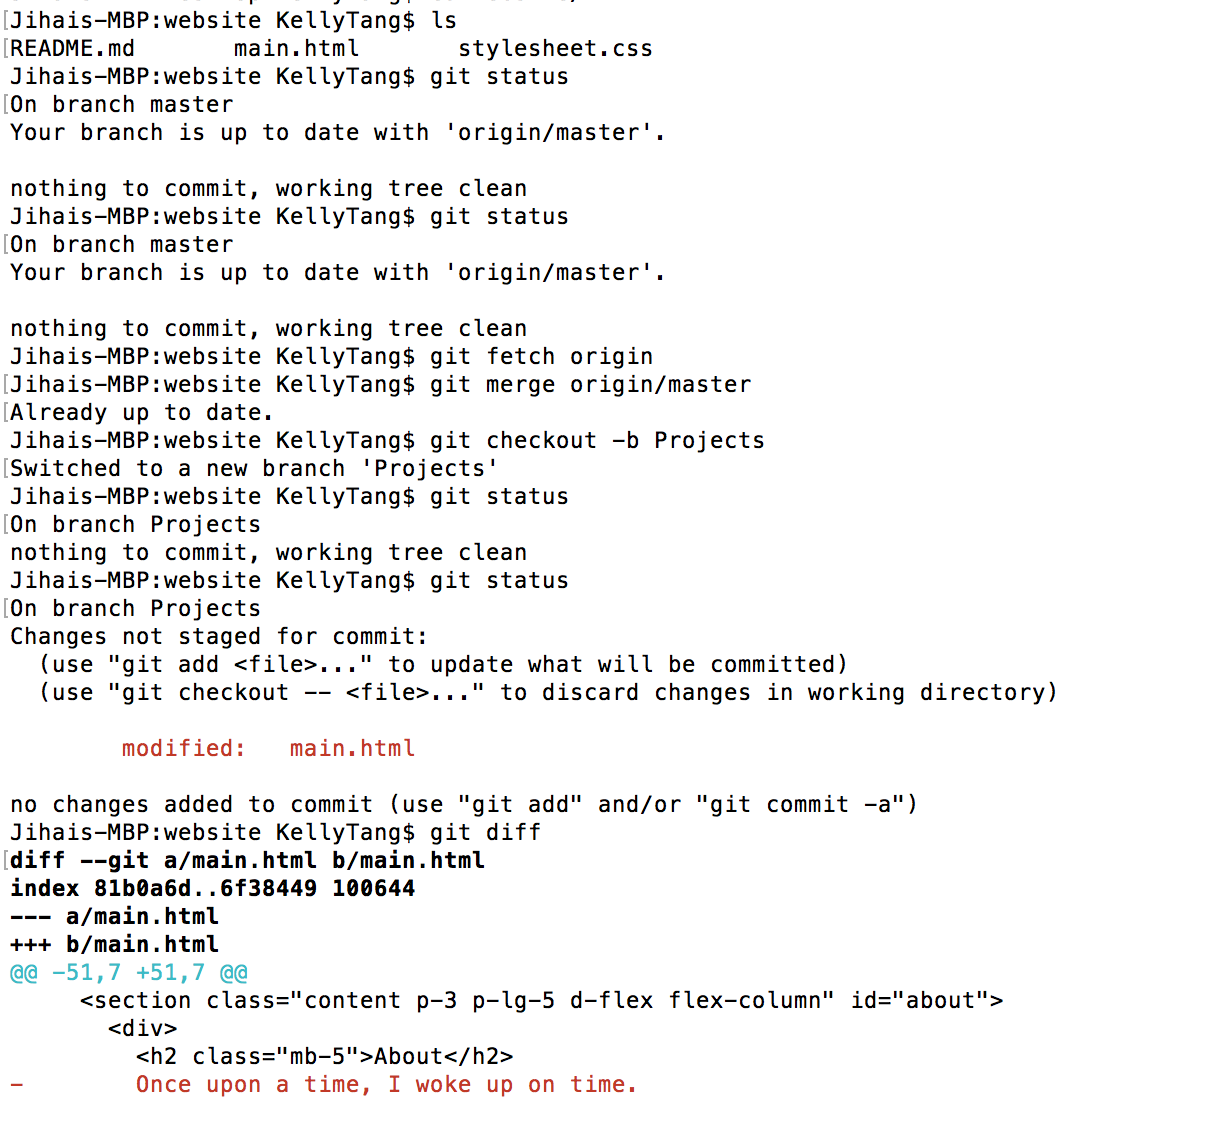 [Jihais-MBP:website KellyTang$ ls
[README.md       main.html       stylesheet.css
Jihais-MBP:website KellyTang$ git status
[On branch master
Your branch is up to date with 'origin/master'.

nothing to commit, working tree clean
Jihais-MBP:website KellyTang$ git status
[On branch master
Your branch is up to date with 'origin/master'.

nothing to commit, working tree clean
Jihais-MBP:website KellyTang$ git fetch origin
[Jihais-MBP:website KellyTang$ git merge origin/master
[Already up to date.
Jihais-MBP:website KellyTang$ git checkout -b Projects
[Switched to a new branch 'Projects'
Jihais-MBP:website KellyTang$ git status
[On branch Projects
nothing to commit, working tree clean
Jihais-MBP:website KellyTang$ git status
[On branch Projects
Changes not staged for commit:
  (use "git add <file>..." to update what will be committed)
  (use "git checkout -- <file>..." to discard changes in working directory)

        modified:   main.html

no changes added to commit (use "git add" and/or "git commit -a")
Jihais-MBP:website KellyTang$ git diff
[diff --git a/main.html b/main.html
index 81b0a6d..6f38449 100644
--- a/main.html
+++ b/main.html
@@ -51,7 +51,7 @@
     <section class="content p-3 p-lg-5 d-flex flex-column" id="about">
       <div>
         <h2 class="mb-5">About</h2>
-        Once upon a time, I woke up on time.